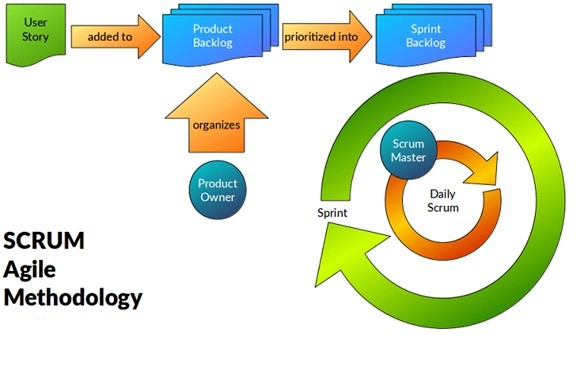 User
Story
added to
Product
Backlog
prioritized into
Sprint
Backlog
organizes
Product
Owner
Scrum
Master
Daily
Scrum
Sprint
SCRUM
Agile
Methodology